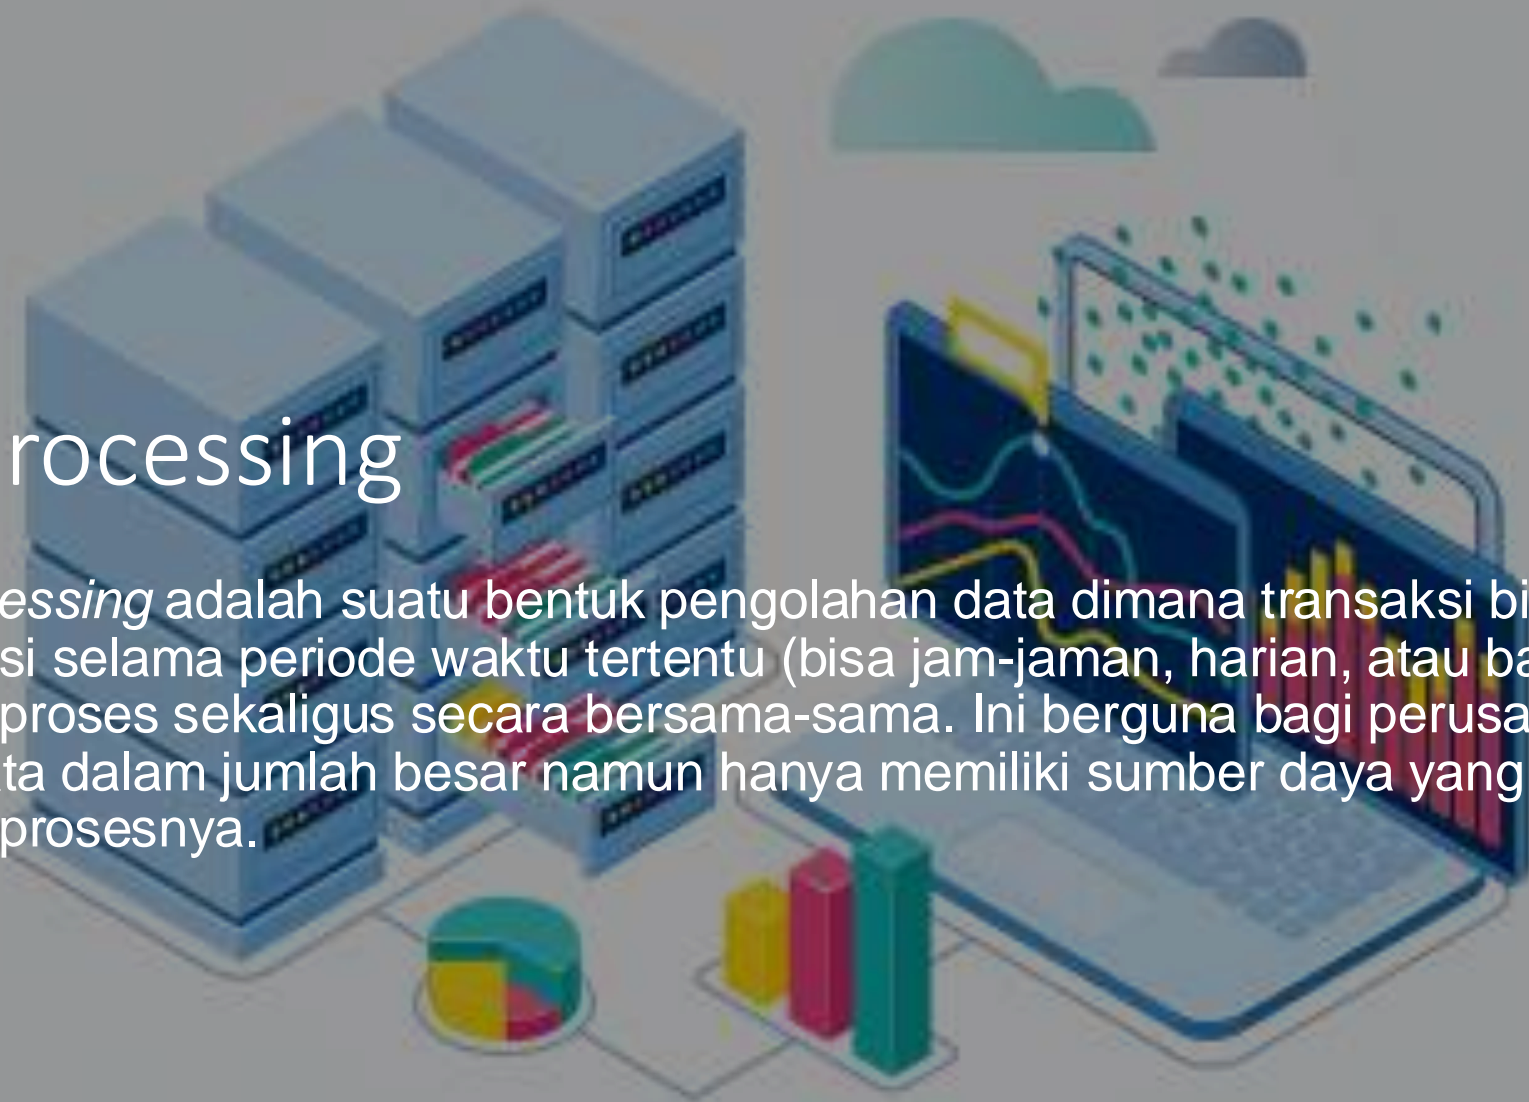 rocessing
essing adalah suatu bentuk pengolahan data dimana transaksi bi
si selama periode waktu tertentu (bisa jam-jaman, harian, atau ba
proses sekaligus secara bersama-sama. Ini berguna bagi perusa
ta dalam jumlah besar namun hanya memiliki sumber daya yang
prosesnya.